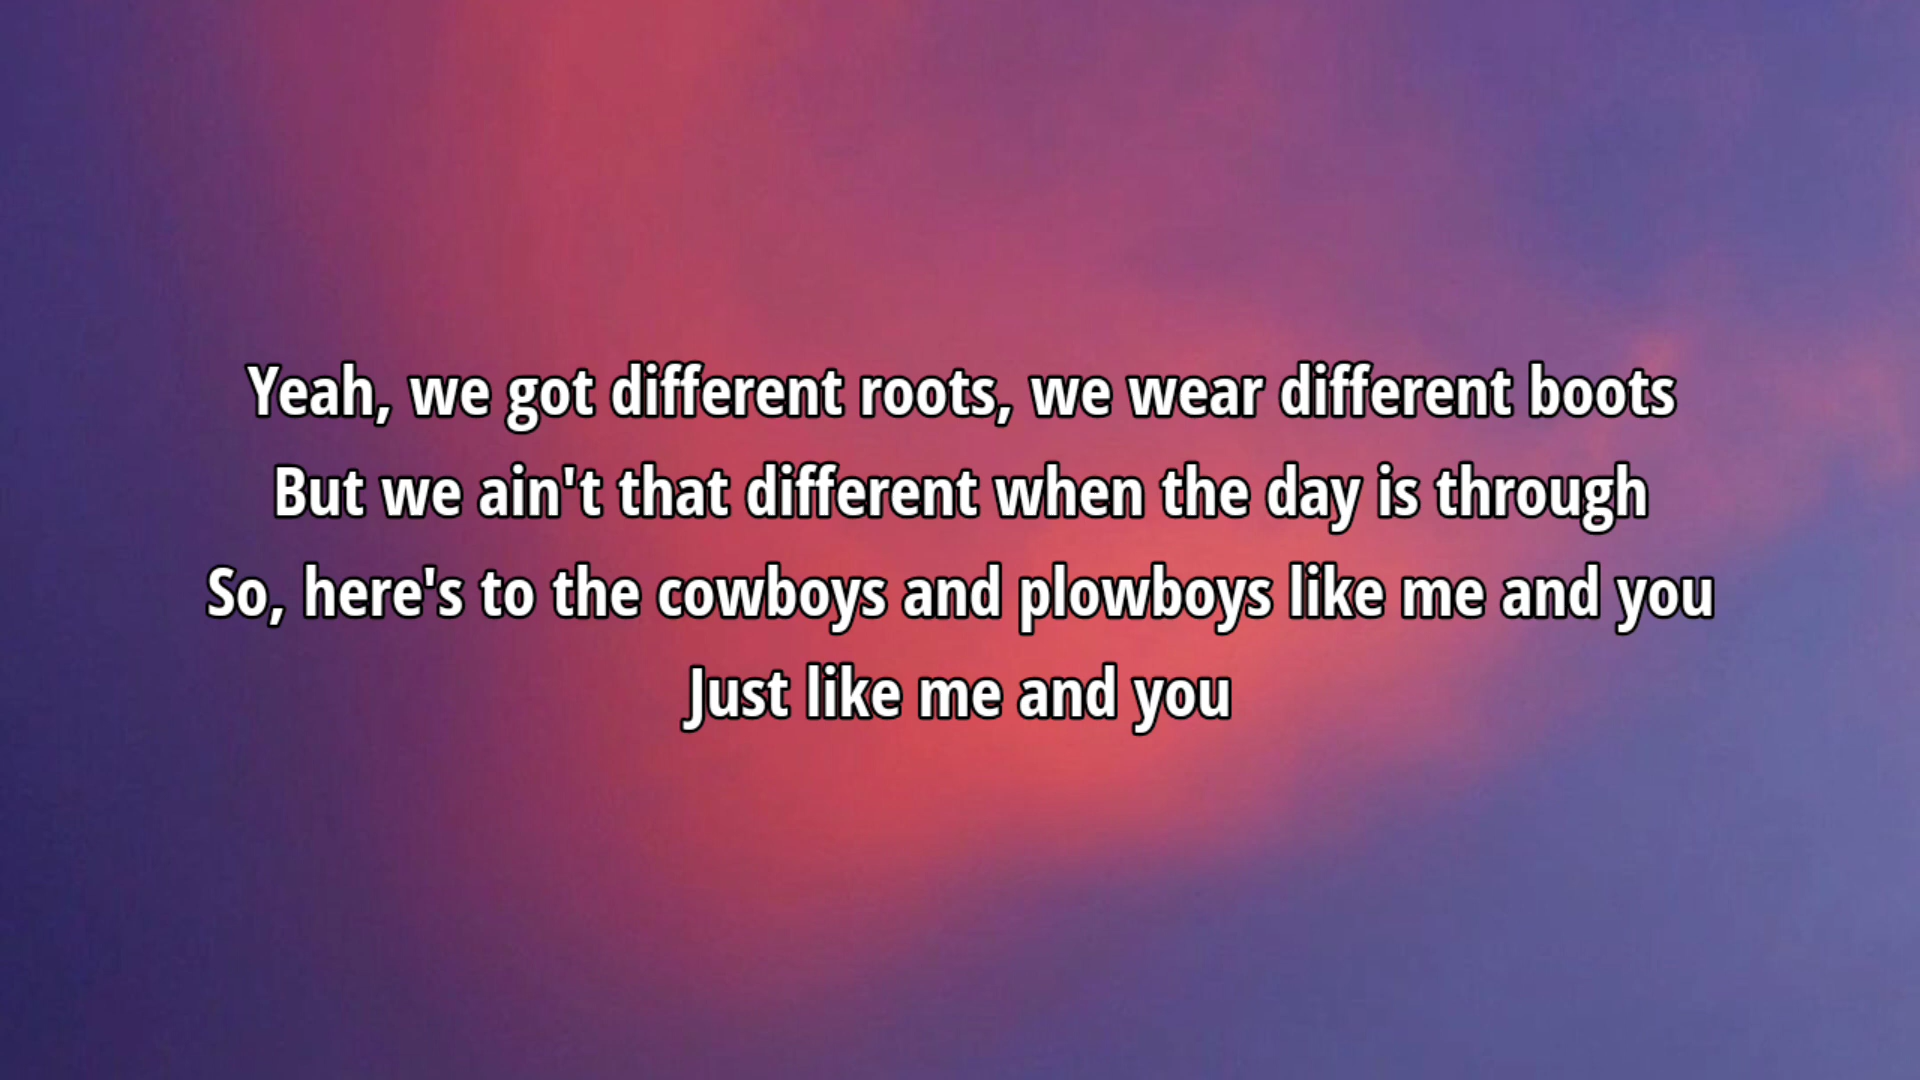 Yeah, we got different roots, we wear different boots
But we ain't that different when the day is through
So, here's to the cowboys and plowboys like me and you
Just like me and you